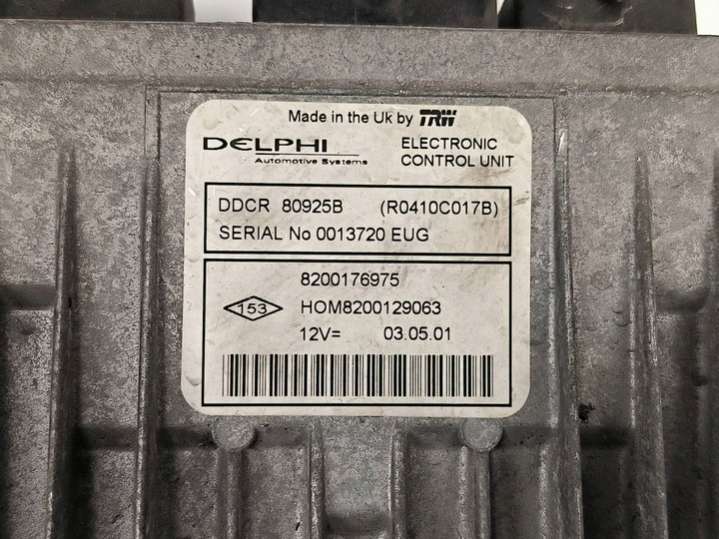 Made in the Uk by TRW
DELPHI
Automotive Systems
ELECTRONIC
CONTROL UNIT
DDCR 80925B (R0410C017B)
SERIAL No 0013720 EUG
8200176975
153
HOM8200129063
12V= 03.05.01